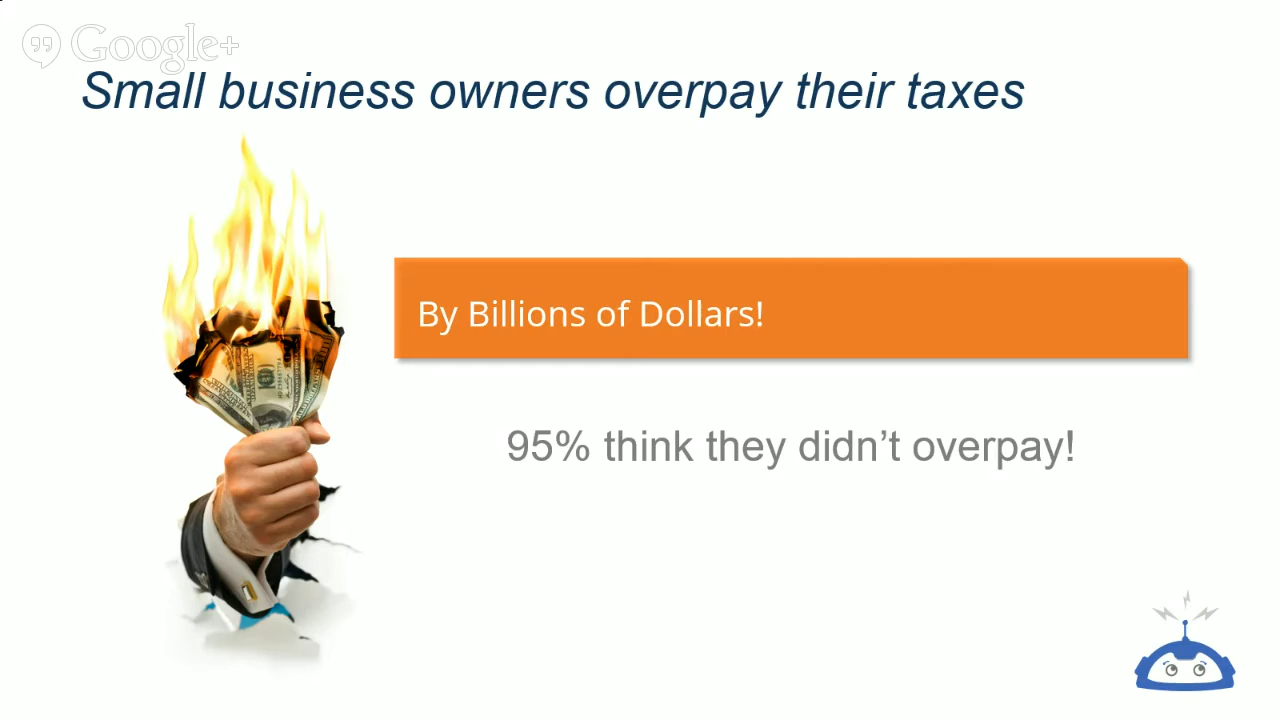 Google+
Small business owners overpay their taxes
By Billions of Dollars!
95% think they didn’t overpay!